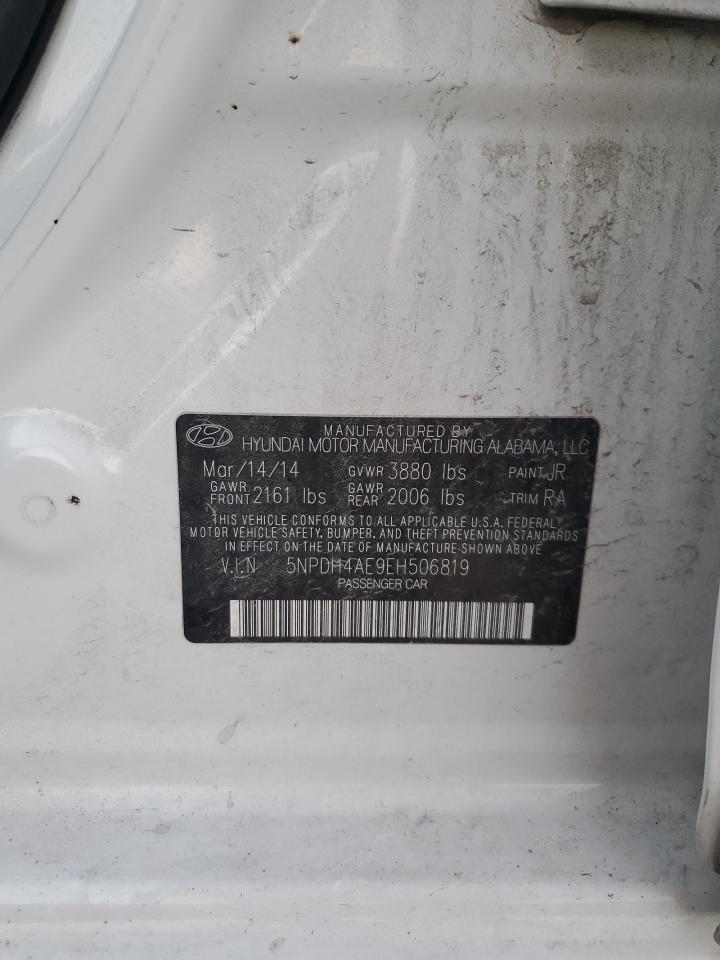 MANUFACTURED BY
HYUNDAI MOTOR MANUFACTURING ALABAMA, LLC
Mar/14/14 GVWR 3880 lbs PAINT JR
GAWR FRONT 2161 lbs GAWR REAR 2006 lbs TRIM RA
THIS VEHICLE CONFORMS TO ALL APPLICABLE U.S.A. FEDERAL
MOTOR VEHICLE SAFETY, BUMPER, AND THEFT PREVENTION STANDARDS
IN EFFECT ON THE DATE OF MANUFACTURE SHOWN ABOVE
V.I.N 5NPDH4AE9EH506819
PASSENGER CAR